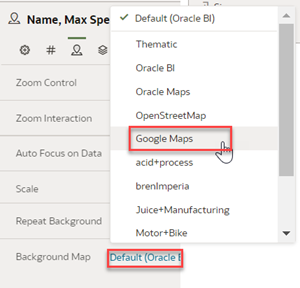 Name, Max Spe
Default (Oracle BI)
Thematic
Oracle BI
Oracle Maps
OpenStreetMap
Google Maps
acid+process
brenImperia
Juice+Manufacturing
Motor+Bike
Zoom Control
Zoom Interaction
Auto Focus on Data
Scale
Repeat Background
Background Map Default (Oracle B